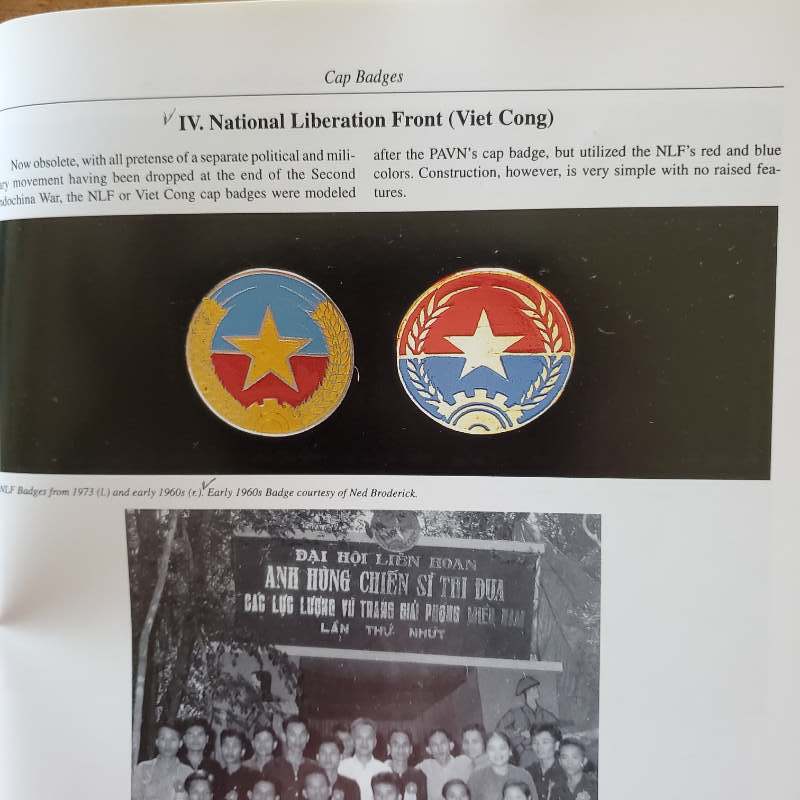 Cap Badges
IV. National Liberation Front (Viet Cong)
Now obsolete, with all pretense of a separate political and mili-
ry movement having been dropped at the end of the Second
ndochina War, the NLF or Viet Cong cap badges were modeled
after the PAVN's cap badge, but utilized the NLF's red and blue
colors. Construction, however, is very simple with no raised fea-
tures.
NLF Badges from 1973 (l.) and early 1960s (r.). Early 1960s Badge courtesy of Ned Broderick.
ĐẠI HỘI LIÊN HOAN
ANH HÙNG CHIẾN SĨ THI ĐUA
CÁC LỰC LƯỢNG VŨ TRANG GIẢI PHÓNG MIỀN NAM
LẦN THỨ NHỨT